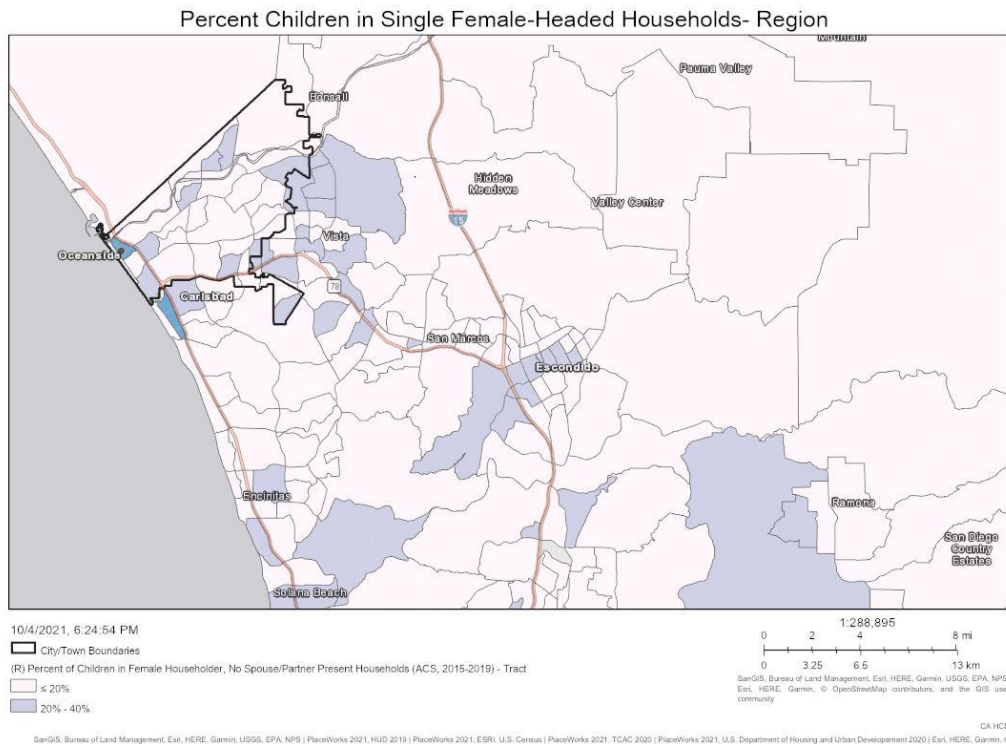 Percent Children in Single Female-Headed Households- Region
Mountain
Pauma Valley
Bonsall
Hidden
Meadows
Valley Center
15
Vista
Oceanside
Carlsbad
78
San Marcos
Escondido
Encinitas
Ramona
San Diego
Country
Estates
Solana Beach
10/4/2021, 6:24:54 PM
City/Town Boundaries
(R) Percent of Children in Female Householder, No Spouse/Partner Present Households (ACS, 2015-2019) - Tract
≤ 20%
20% - 40%
1:288,895
0 2 4 8 mi
0 3.25 6.5 13 km
SanGIS, Bureau of Land Management, Esri, HERE, Garmin, USGS, EPA, NPS
Esri, HERE, Garmin, © OpenStreetMap contributors, and the GIS use
community
CA HCD
SanGIS, Bureau of Land Management, Esri, HERE, Garmin, USGS, EPA, NPS | PlaceWorks 2021, HUD 2019 | PlaceWorks 2021, ESRI, U.S. Census | PlaceWorks 2021, TCAC 2020 | PlaceWorks 2021, U.S. Department of Housing and Urban Developement 2020 | Esri, HERE, Garmin,